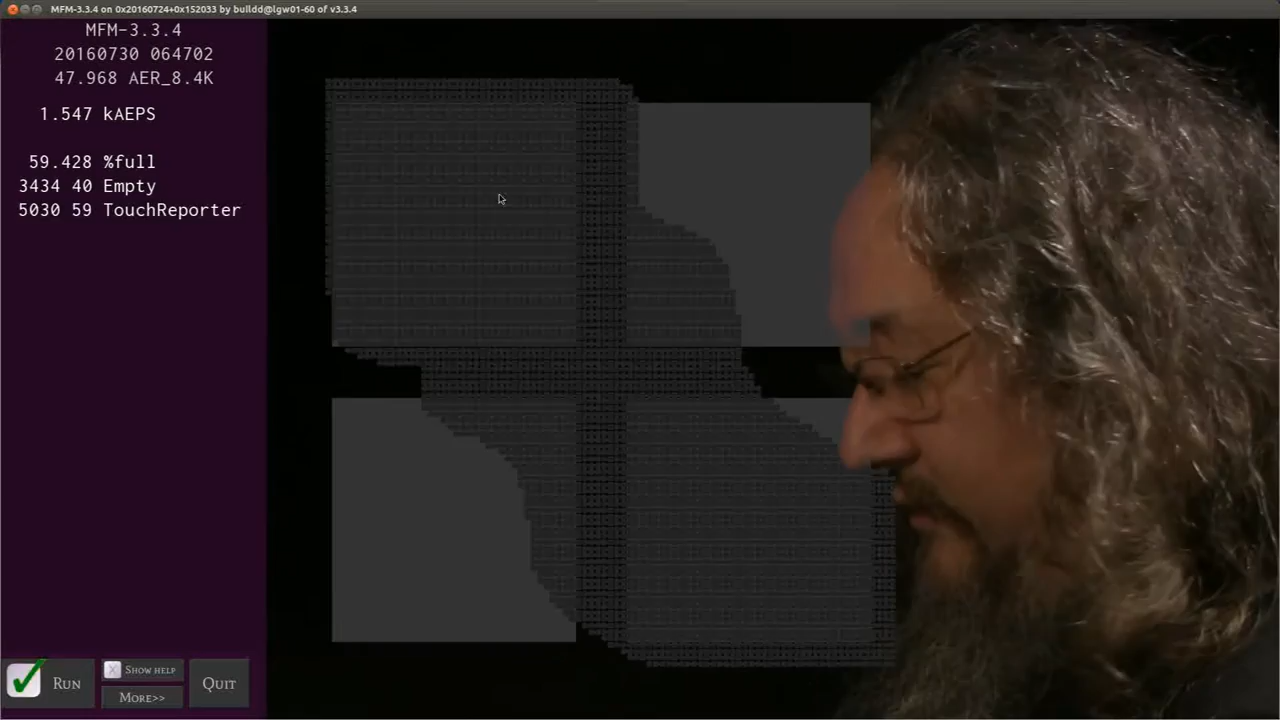 MFM-3.3.4 on 0x20160724+0x152033 by buildd@lgw01-60 of v3.3.4
MFM-3.3.4
20160730 064702
47.968 AER_8.4K
1.547 kAEPS
59.428 %full
3434 40 Empty
5030 59 TouchReporter
RUN
SHOW HELP
MORE>>
QUIT